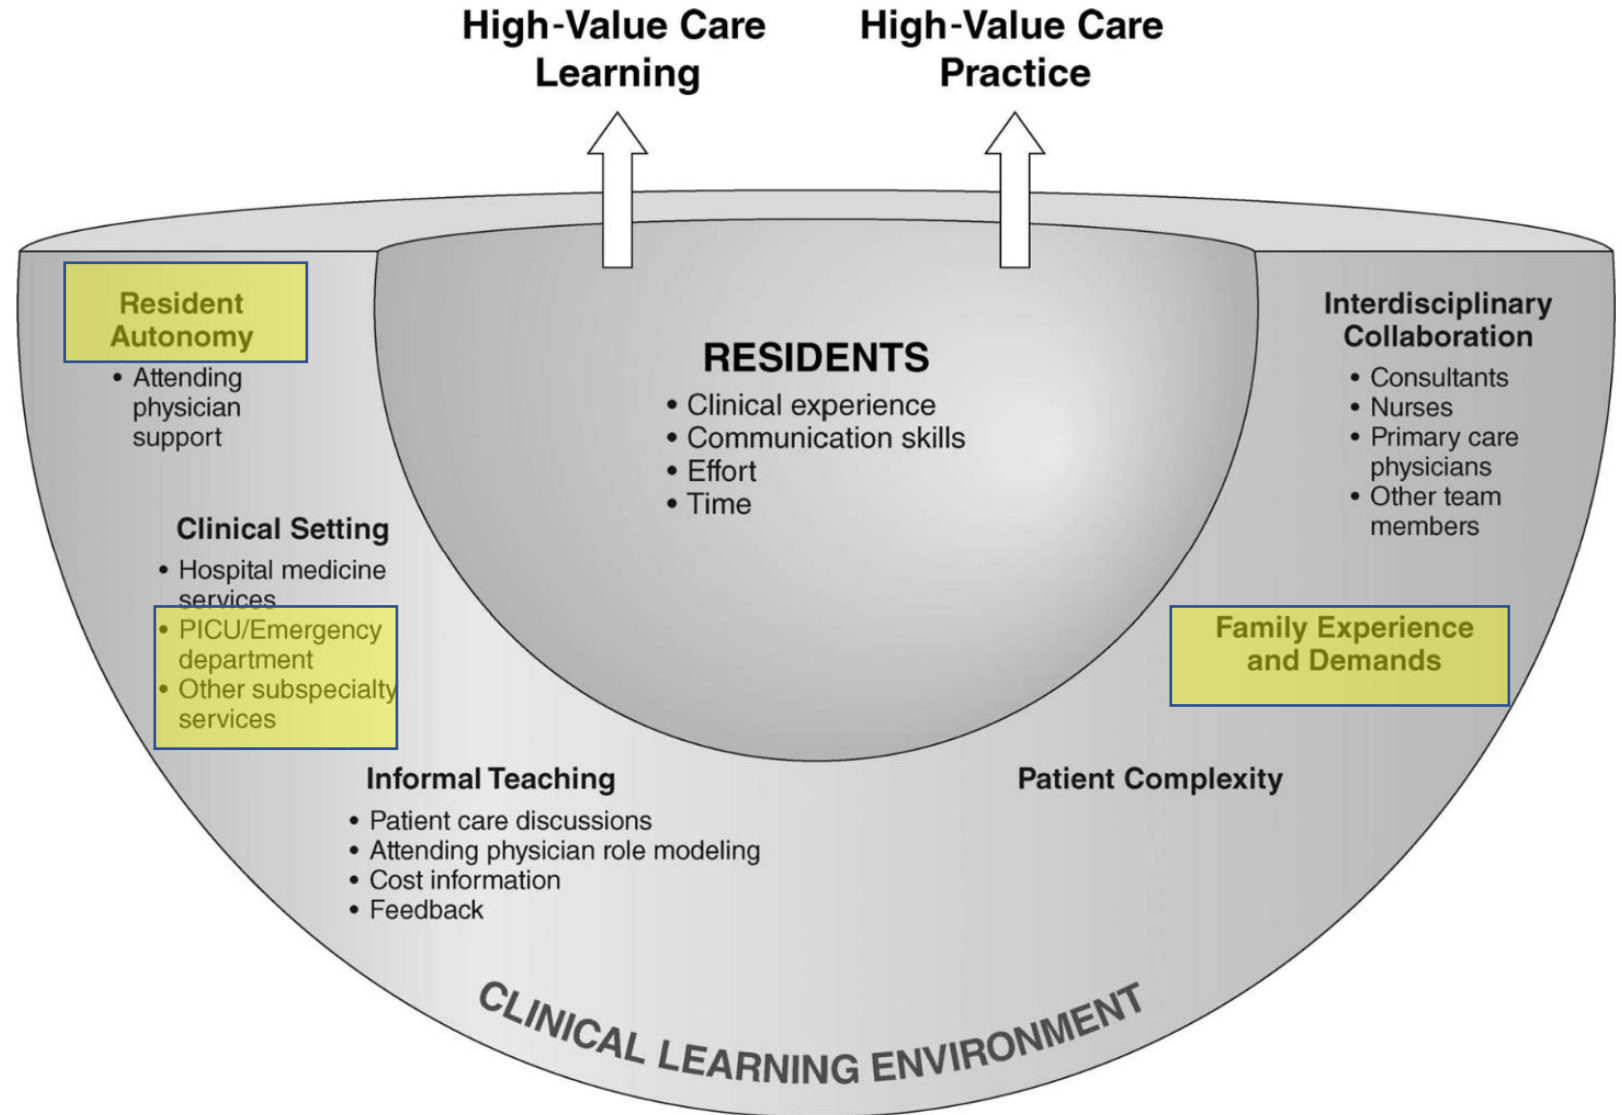 High-Value Care
Learning
High-Value Care
Practice
Resident
Autonomy
• Attending
physician
support
Clinical Setting
• Hospital medicine
services
• PICU/Emergency
department
• Other subspecialty
services
Informal Teaching
• Patient care discussions
• Attending physician role modeling
• Cost information
• Feedback
RESIDENTS
• Clinical experience
• Communication skills
• Effort
• Time
Interdisciplinary
Collaboration
• Consultants
• Nurses
• Primary care
physicians
• Other team
members
Family Experience
and Demands
Patient Complexity
CLINICAL LEARNING ENVIRONMENT